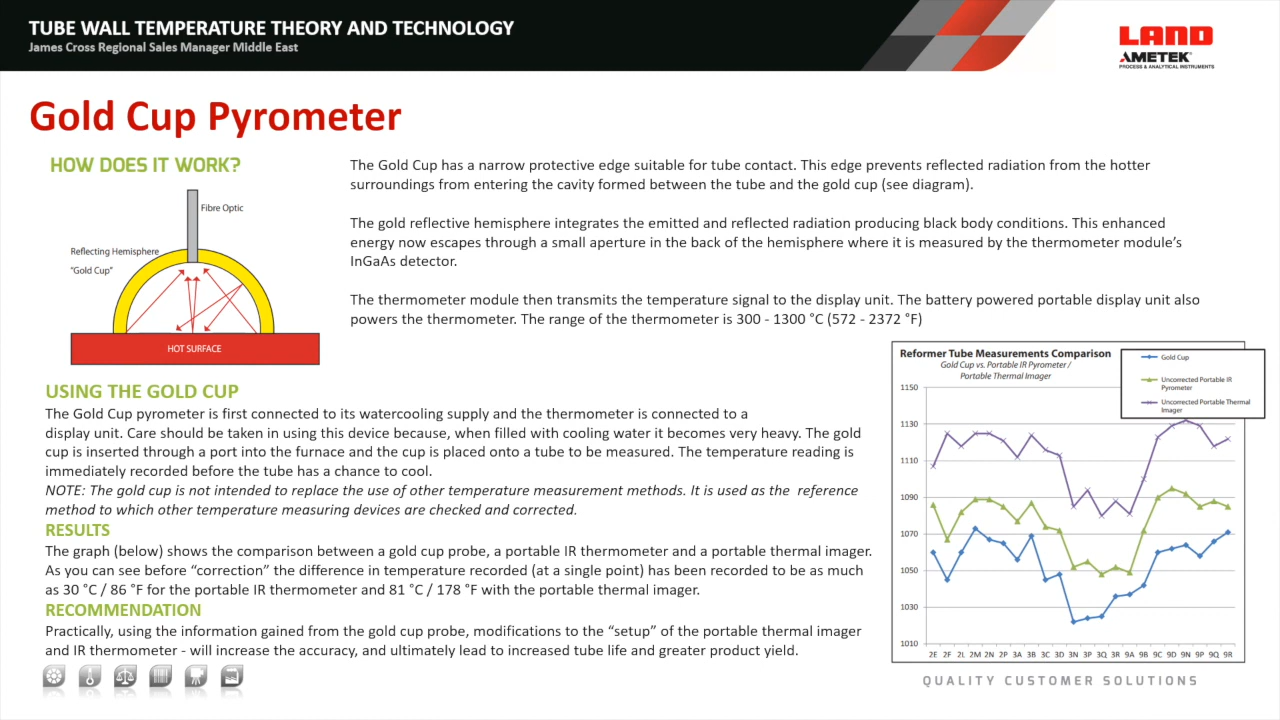 TUBE WALL TEMPERATURE THEORY AND TECHNOLOGY
James Cross Regional Sales Manager Middle East
LAND
AMETEK®
PROCESS & ANALYTICAL INSTRUMENTS
Gold Cup Pyrometer
HOW DOES IT WORK?
Fibre Optic
Reflecting Hemisphere
"Gold Cup"
HOT SURFACE
The Gold Cup has a narrow protective edge suitable for tube contact. This edge prevents reflected radiation from the hotter
surroundings from entering the cavity formed between the tube and the gold cup (see diagram).
The gold reflective hemisphere integrates the emitted and reflected radiation producing black body conditions. This enhanced
energy now escapes through a small aperture in the back of the hemisphere where it is measured by the thermometer module's
InGaAs detector.
The thermometer module then transmits the temperature signal to the display unit. The battery powered portable display unit also
powers the thermometer. The range of the thermometer is 300 - 1300 °C (572 - 2372 °F)
USING THE GOLD CUP
The Gold Cup pyrometer is first connected to its watercooling supply and the thermometer is connected to a
display unit. Care should be taken in using this device because, when filled with cooling water it becomes very heavy. The gold
cup is inserted through a port into the furnace and the cup is placed onto a tube to be measured. The temperature reading is
immediately recorded before the tube has a chance to cool.
NOTE: The gold cup is not intended to replace the use of other temperature measurement methods. It is used as the reference
method to which other temperature measuring devices are checked and corrected.
RESULTS
The graph (below) shows the comparison between a gold cup probe, a portable IR thermometer and a portable thermal imager.
As you can see before "correction" the difference in temperature recorded (at a single point) has been recorded to be as much
as 30 °C / 86 °F for the portable IR thermometer and 81 °C / 178 °F with the portable thermal imager.
RECOMMENDATION
Practically, using the information gained from the gold cup probe, modifications to the "setup" of the portable thermal imager
and IR thermometer - will increase the accuracy, and ultimately lead to increased tube life and greater product yield.
Reformer Tube Measurements Comparison
Gold Cup vs. Portable IR Pyrometer /
Portable Thermal Imager
Gold Cup
Uncorrected Portable IR
Pyrometer
Uncorrected Portable Thermal
Imager
1150
1130
1110
1090
1070
1050
1030
1010
2E 2F 2L 2M 2N 2P 3A 3B 3C 3D 3N 3P 3Q 3R 9A 9B 9C 9D 9N 9P 9Q 9R
QUALITY CUSTOMER SOLUTIONS